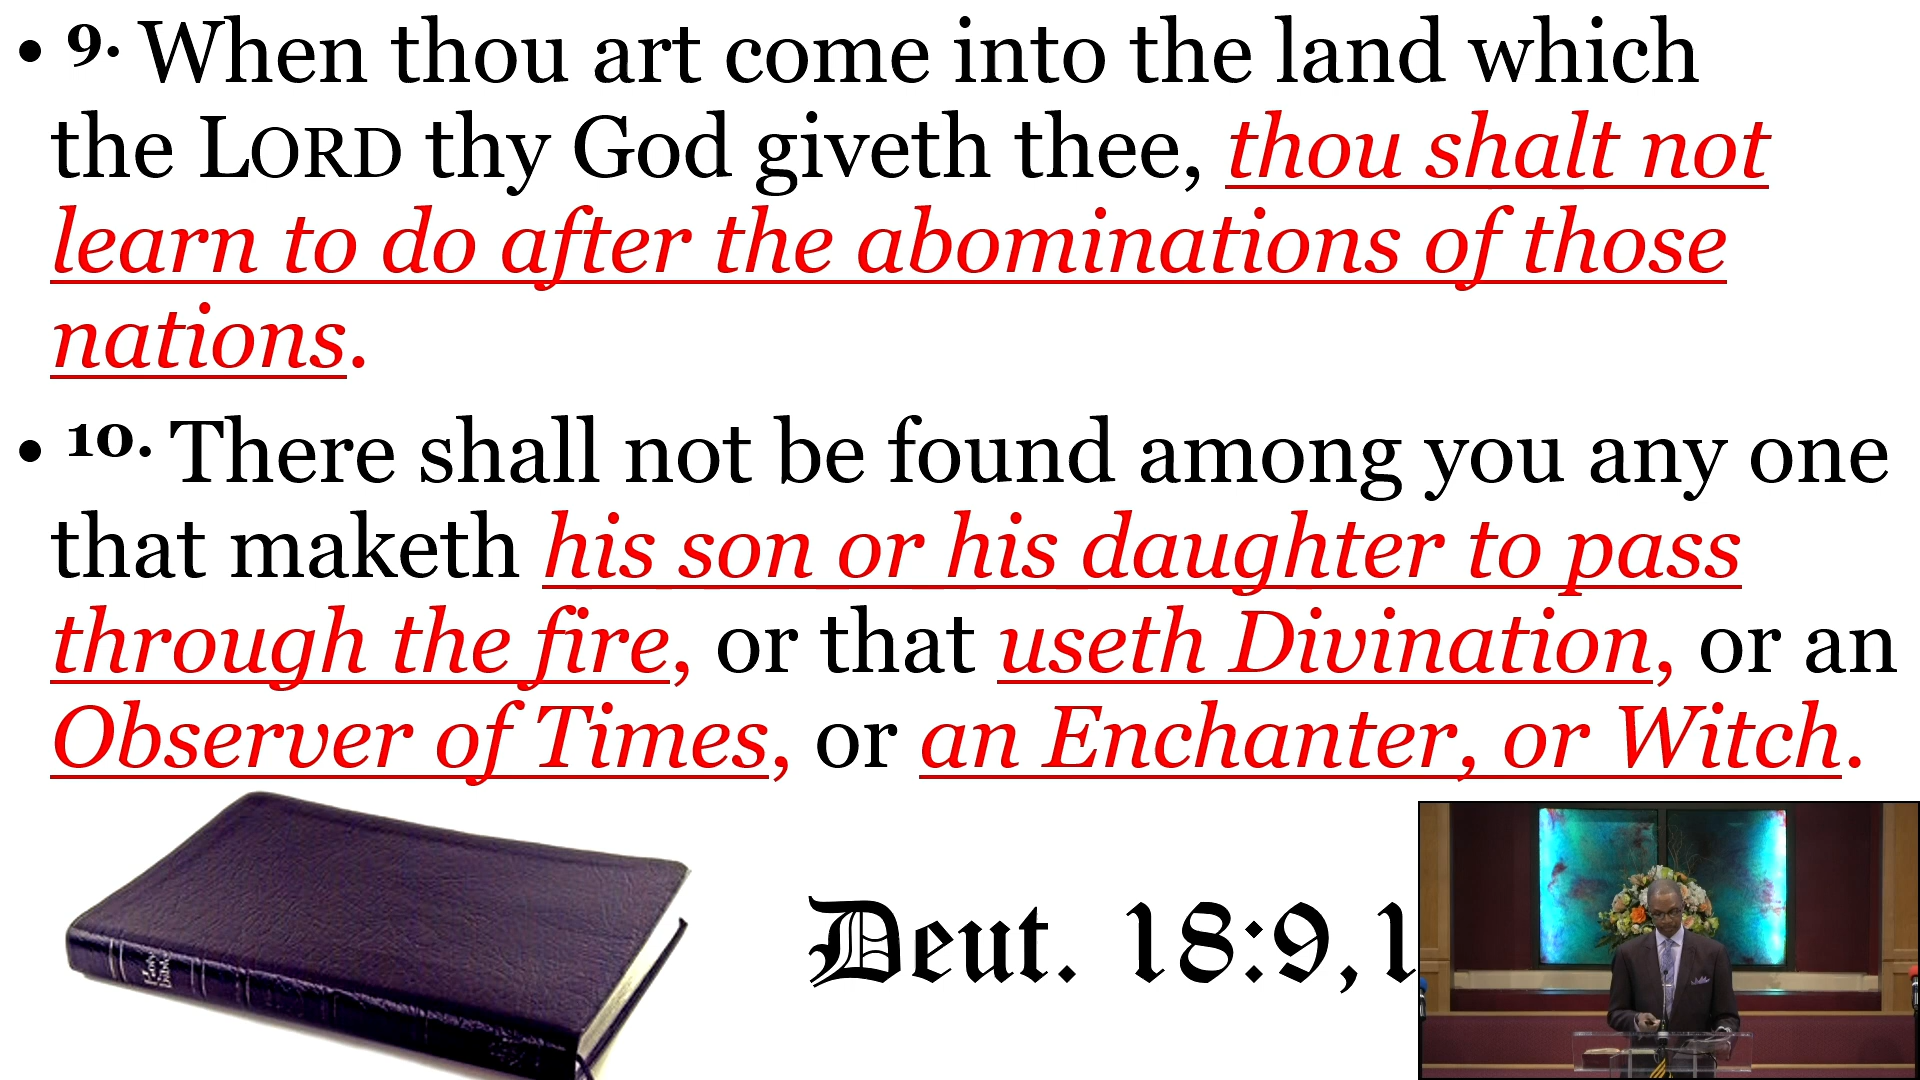 • 9. When thou art come into the land which
the LORD thy God giveth thee, thou shalt not
learn to do after the abominations of those
nations.
• 10. There shall not be found among you any one
that maketh his son or his daughter to pass
through the fire, or that useth Divination, or an
Observer of Times, or an Enchanter, or Witch.
Holy Bible
Deut. 18:9,1